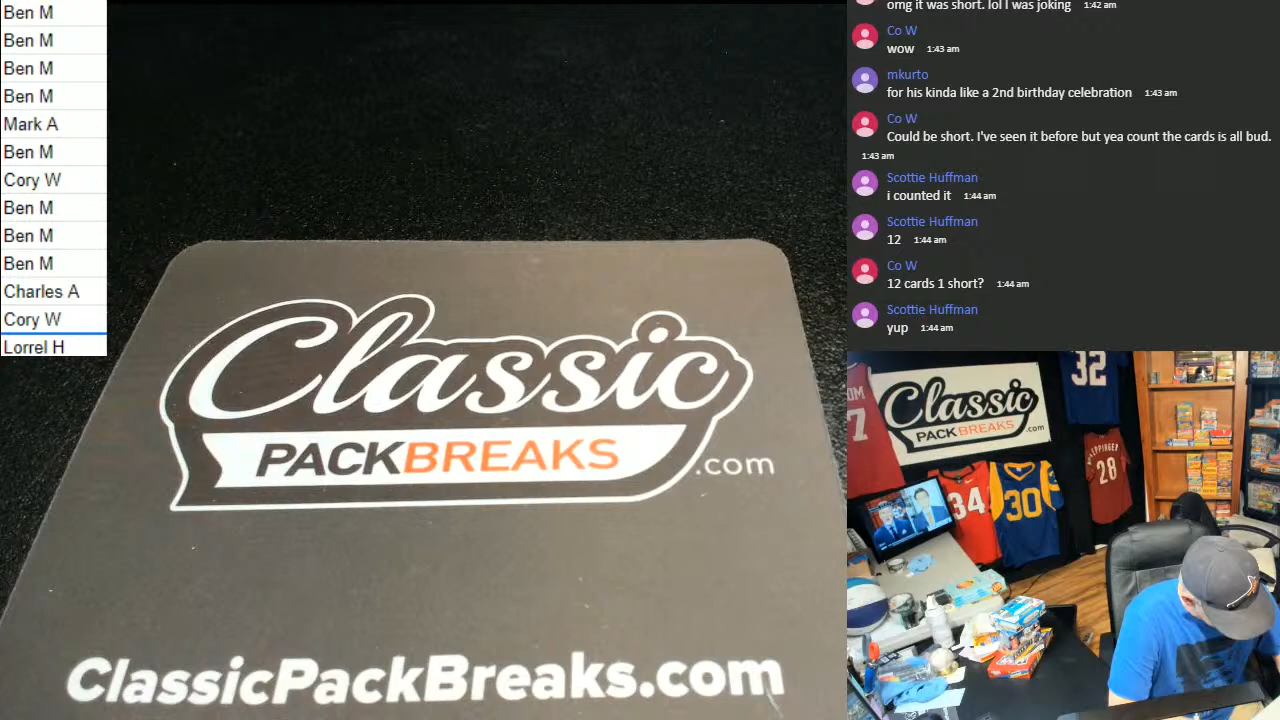 Ben M
Ben M
Ben M
Ben M
Mark A
Ben M
Cory W
Ben M
Ben M
Ben M
Charles A
Cory W
Lorrel H
Classic
PACKBREAKS
.com
ClassicPackBreaks.com
omg it was short. lol I was joking 1:42 am
Co W
wow 1:43 am
mkurto
for his kinda like a 2nd birthday celebration 1:43 am
Co W
Could be short. I've seen it before but yea count the cards is all bud.
1:43 am
Scottie Huffman
i counted it 1:44 am
Scottie Huffman
12 1:44 am
Co W
12 cards 1 short? 1:44 am
Scottie Huffman
yup 1:44 am
Classic
PACKBREAKS
.com
32
7
34
30
28